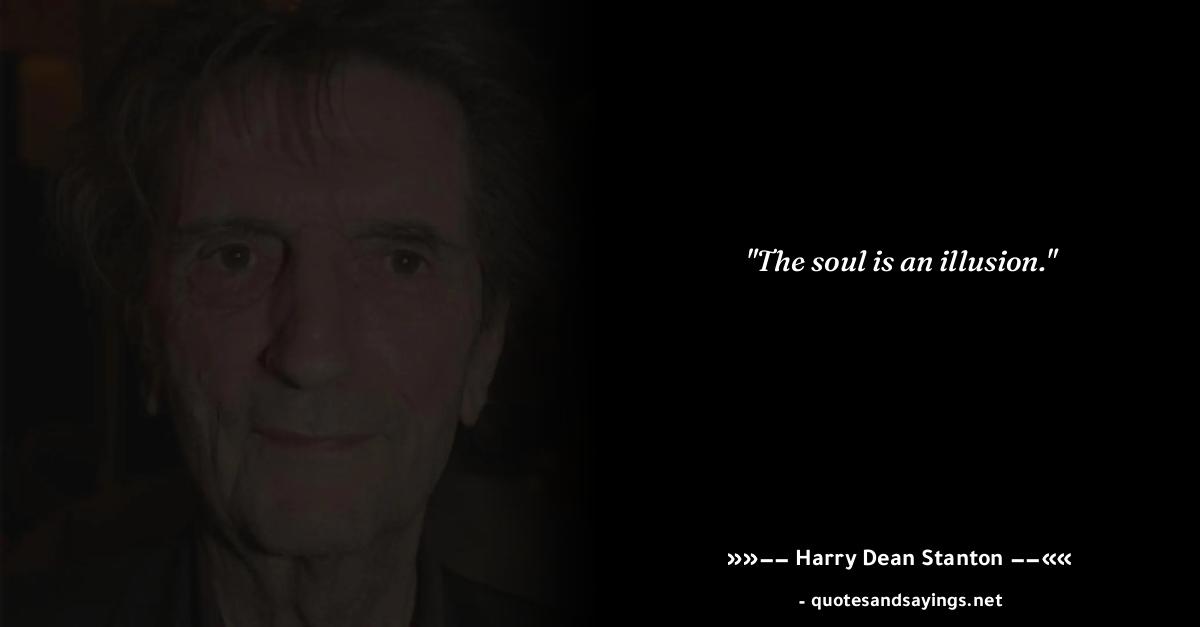 "The soul is an illusion."
»»−− Harry Dean Stanton −−««
- quotesandsayings.net